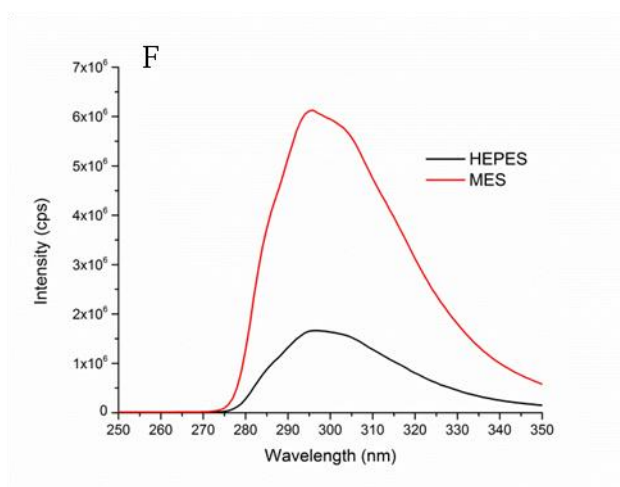 F
7x10⁶
6x10⁶
5x10⁶
4x10⁶
3x10⁶
2x10⁶
1x10⁶
0
Intensity (cps)
HEPES
MES
250 260 270 280 290 300 310 320 330 340 350
Wavelength (nm)